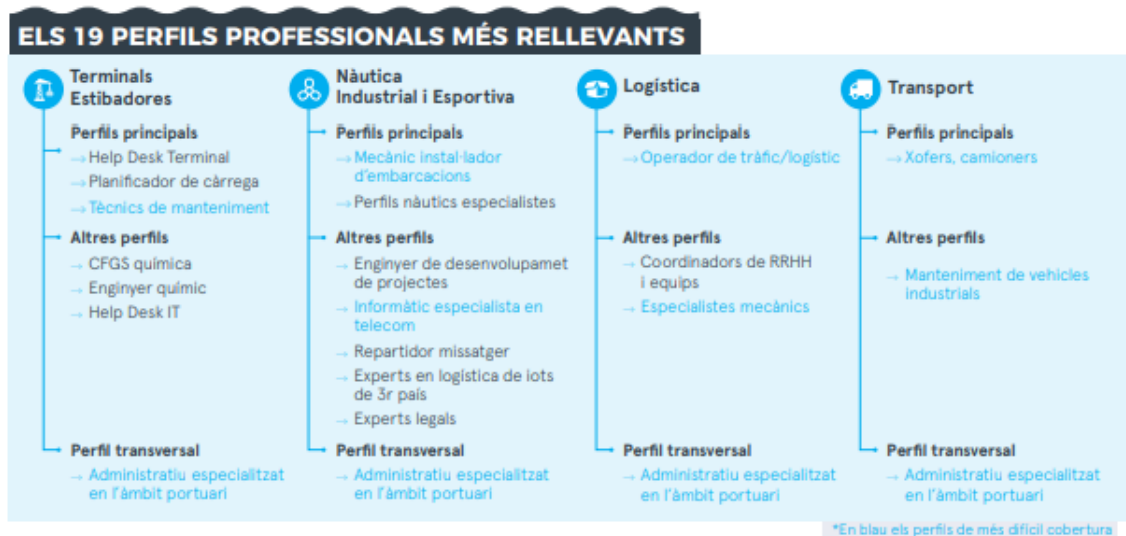 ELS 19 PERFILS PROFESSIONALS MÉS RELLEVANTS
Terminals
Estibadores
Perfils principals
→ Help Desk Terminal
→ Planificador de càrrega
→ Tècnics de manteniment
Altres perfils
→ CFGS química
→ Enginyer químic
→ Help Desk IT
Perfil transversal
→ Administratiu especialitzat
en l'àmbit portuari
Nàutica
Industrial i Esportiva
Perfils principals
→ Mecànic instal·lador
d'embarcacions
→ Perfils nàutics especialistes
Altres perfils
→ Enginyer de desenvolupamet
de projectes
→ Informàtic especialista en
telecom
→ Repartidor missatger
→ Experts en logística de iots
de 3r país
→ Experts legals
Perfil transversal
→ Administratiu especialitzat
en l'àmbit portuari
Logística
Perfils principals
→ Operador de tràfic/logístic
Altres perfils
→ Coordinadors de RRHH
i equips
→ Especialistes mecànics
Perfil transversal
→ Administratiu especialitzat
en l'àmbit portuari
Transport
Perfils principals
→ Xofers, camioners
Altres perfils
→ Manteniment de vehicles
industrials
Perfil transversal
→ Administratiu especialitzat
en l'àmbit portuari
*En blau els perfils de més difícil cobertura